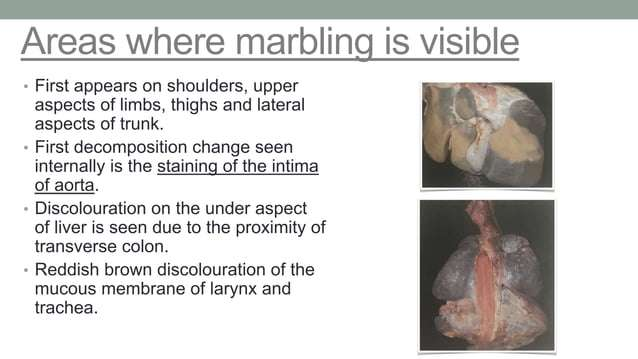 Areas where marbling is visible
• First appears on shoulders, upper
aspects of limbs, thighs and lateral
aspects of trunk.
• First decomposition change seen
internally is the staining of the intima
of aorta.
• Discolouration on the under aspect
of liver is seen due to the proximity of
transverse colon.
• Reddish brown discolouration of the
mucous membrane of larynx and
trachea.